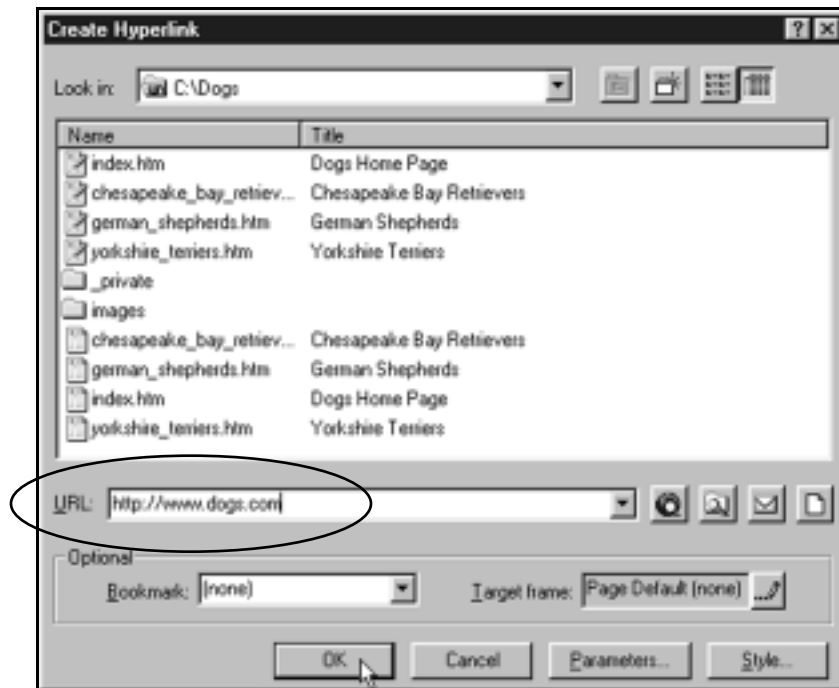 Create Hyperlink
Look in: C:\Dogs
Name Title
index.htm Dogs Home Page
chesapeake_bay_retriev... Chesapeake Bay Retrievers
german_shepherds.htm German Shepherds
yorkshire_terriers.htm Yorkshire Terriers
_private
images
chesapeake_bay_retriev... Chesapeake Bay Retrievers
german_shepherds.htm German Shepherds
index.htm Dogs Home Page
yorkshire_terriers.htm Yorkshire Terriers
URL: http://www.dogs.com
Optional
Bookmark: (none) Target frame: Page Default (none)
OK Cancel Parameters... Style...